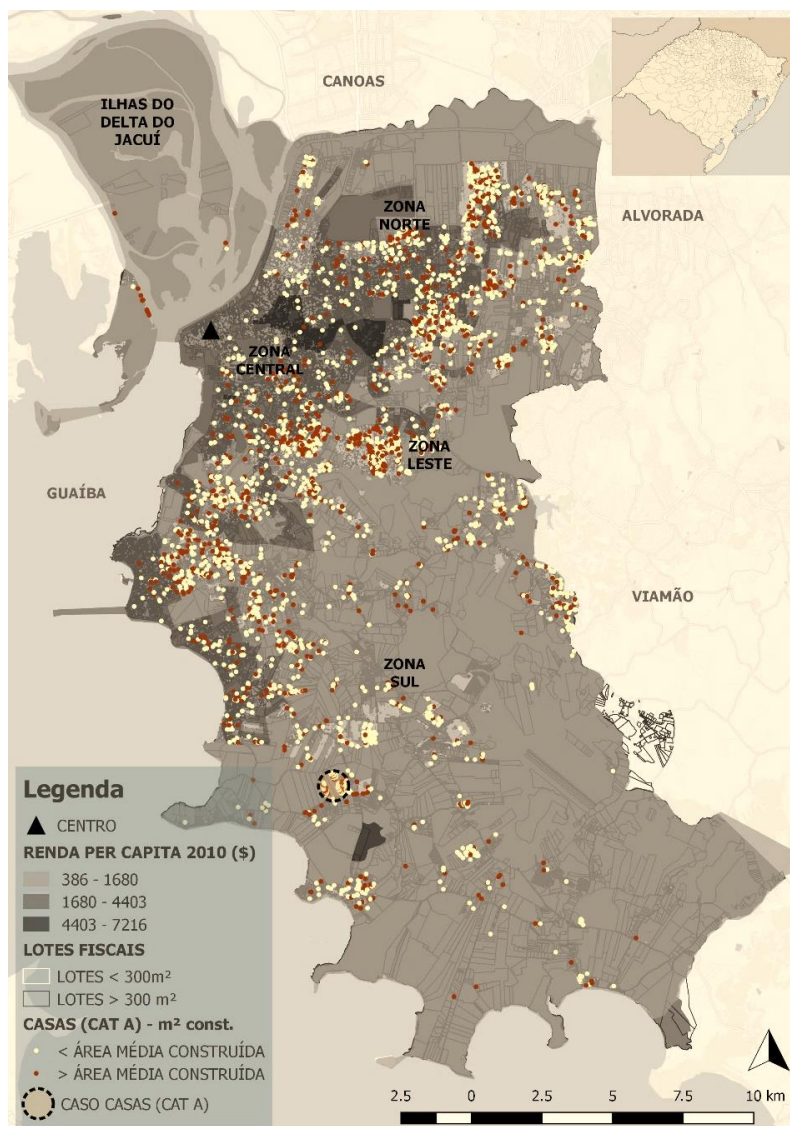 CANOAS
ILHAS DO
DELTA DO
JACUÍ
ZONA
NORTE
ALVORADA
ZONA
CENTRAL
ZONA
LESTE
GUAÍBA
VIAMÃO
ZONA
SUL
Legenda
CENTRO
RENDA PER CAPITA 2010 ($)
386 - 1680
1680 - 4403
4403 - 7216
LOTES FISCAIS
LOTES < 300m²
LOTES > 300 m²
CASAS (CAT A) - m² const.
< ÁREA MÉDIA CONSTRUÍDA
> ÁREA MÉDIA CONSTRUÍDA
CASO CASAS (CAT A)
2.5 0 2.5 5 7.5 10 km